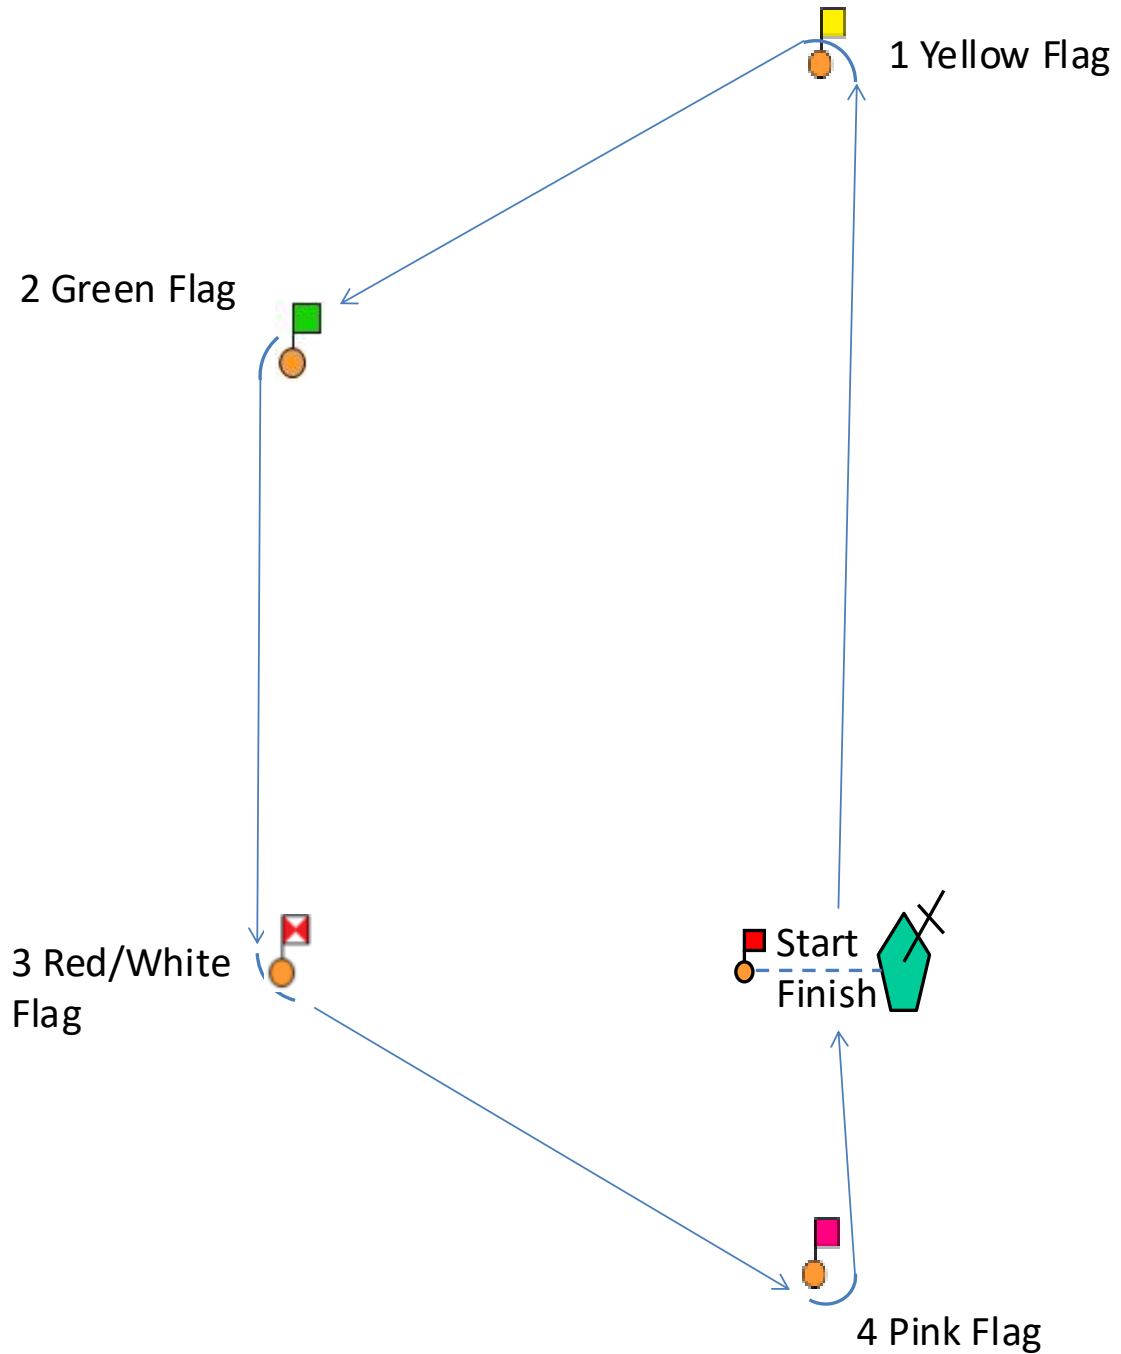 1 Yellow Flag
2 Green Flag
Start
3 Red/White
Flag
Finish
4 Pink Flag